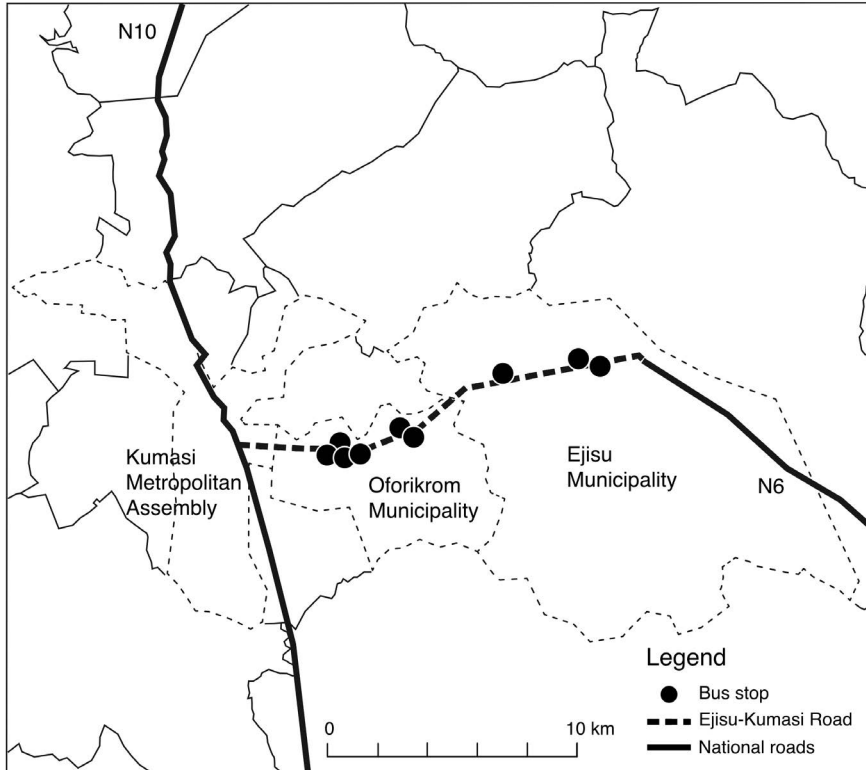 N10
Kumasi
Metropolitan
Assembly
Oforikrom
Municipality
Ejisu
Municipality
N6
Legend
Bus stop
Ejisu-Kumasi Road
National roads
0
10 km